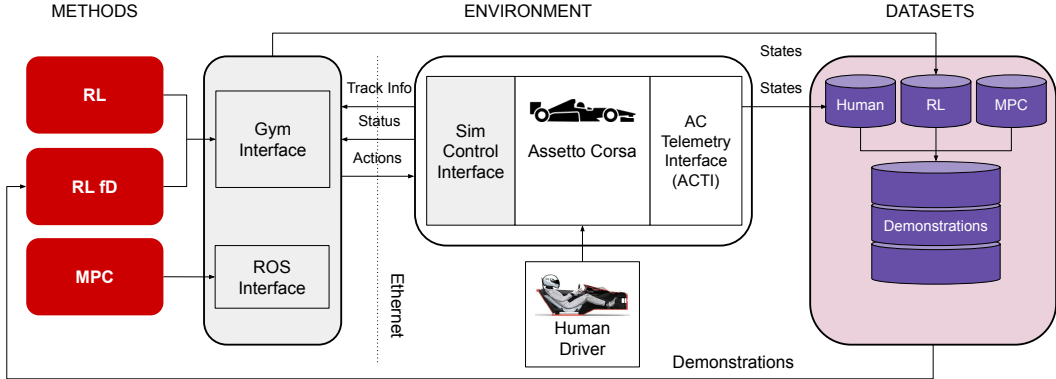 METHODS
ENVIRONMENT
DATASETS
RL
RL fD
MPC
Gym
Interface
ROS
Interface
Track Info
Status
Actions
Ethernet
Sim
Control
Interface
Assetto Corsa
AC
Telemetry
Interface
(ACTI)
Human
Driver
States
States
Human
RL
MPC
Demonstrations
Demonstrations